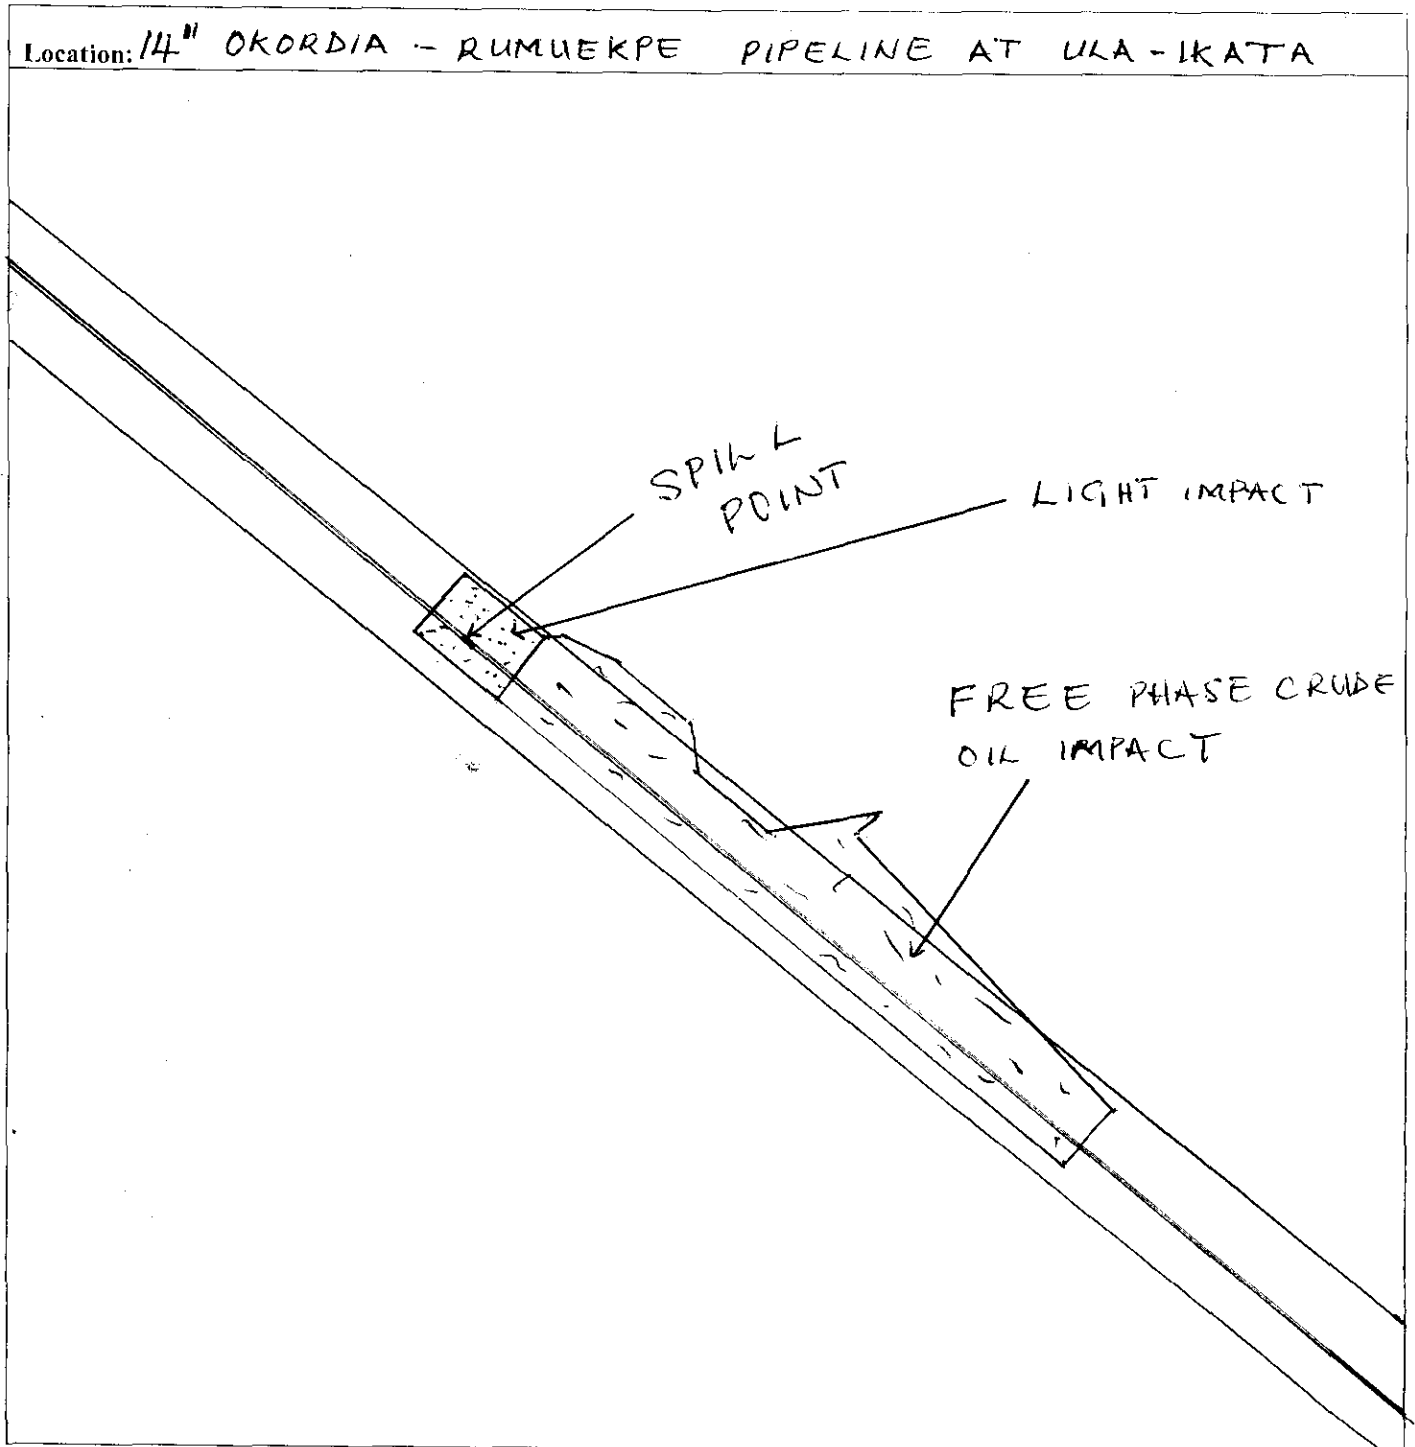 Location: 14" OKORDIA - RUMUEKPE PIPELINE AT ULA-IKATA
SPILL
POINT
LIGHT IMPACT
FREE PHASE CRUDE
OIL IMPACT